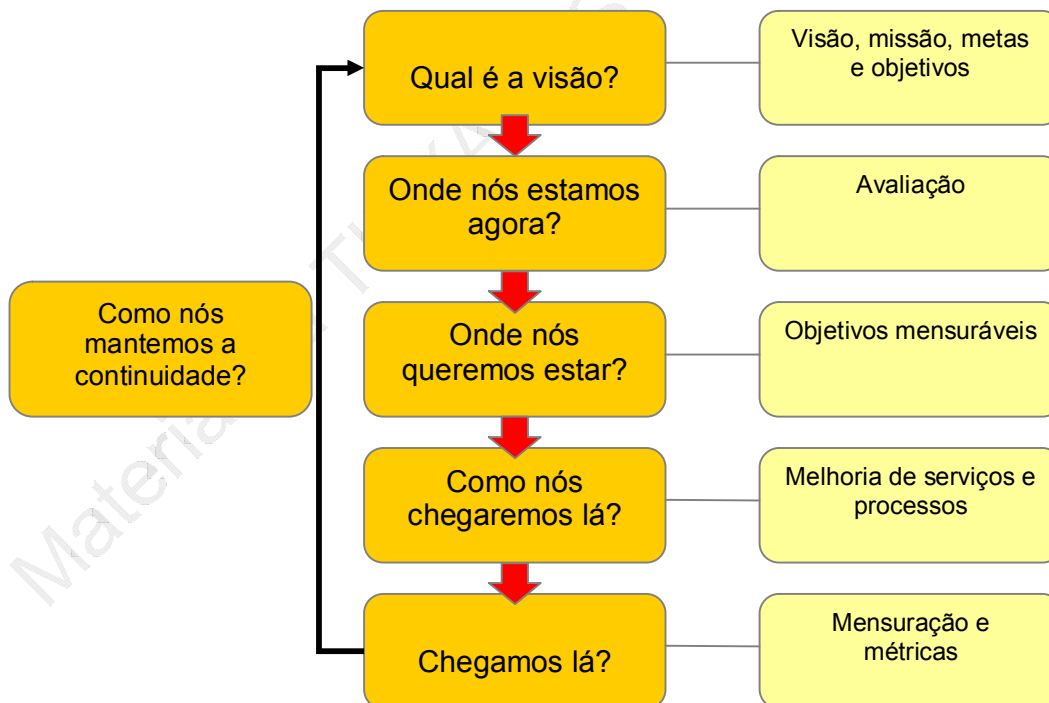 Qual é a visão?
Visão, missão, metas
e objetivos
Onde nós estamos
agora?
Avaliação
Como nós
mantemos a
continuidade?
Onde nós
queremos estar?
Objetivos mensuráveis
Como nós
chegaremos lá?
Melhoria de serviços e
processos
Chegamos lá?
Mensuração e
métricas